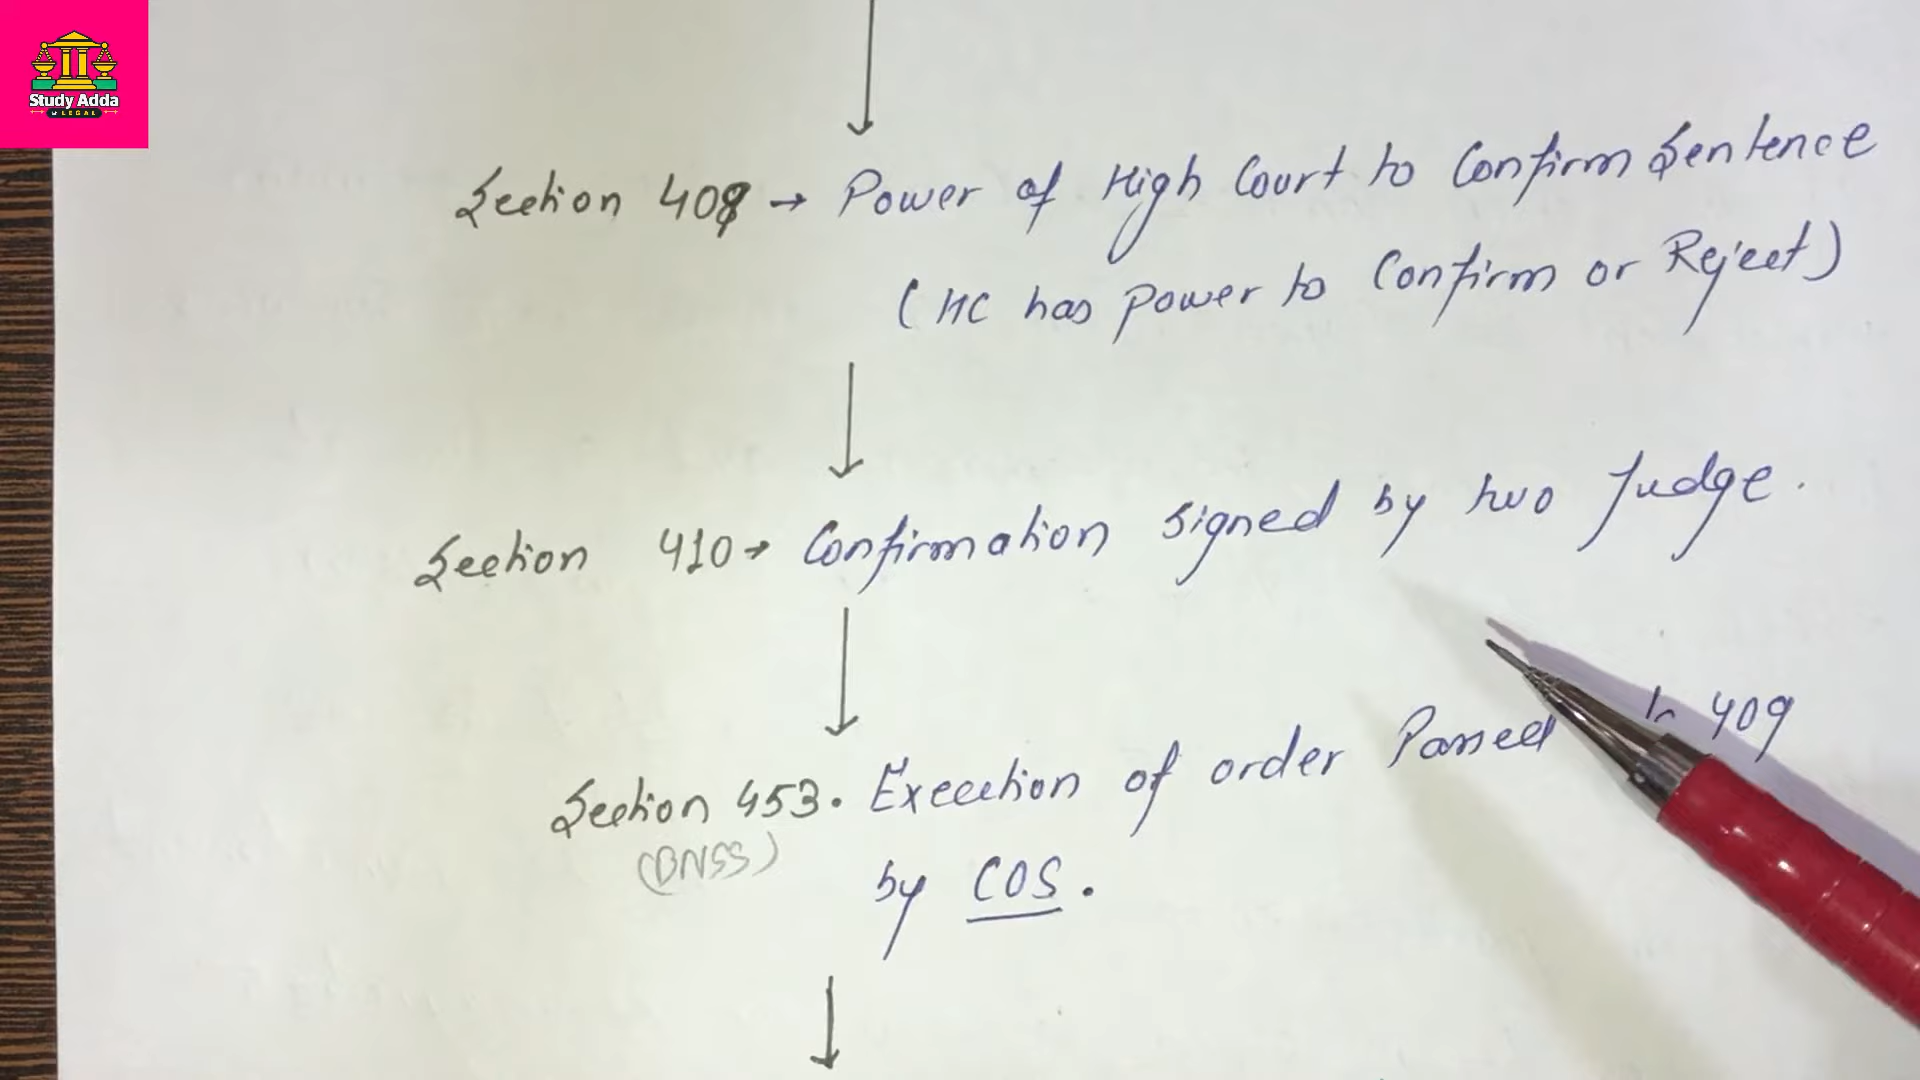 Study Adda
LEGAL
Section 409 → Power of High Court to Confirm Sentence
(HC has power to Confirm or Reject)
Section 410 → Confirmation signed by two Judge.
Section 453. Execution of order Passed 409
(BNSS)
by COS.